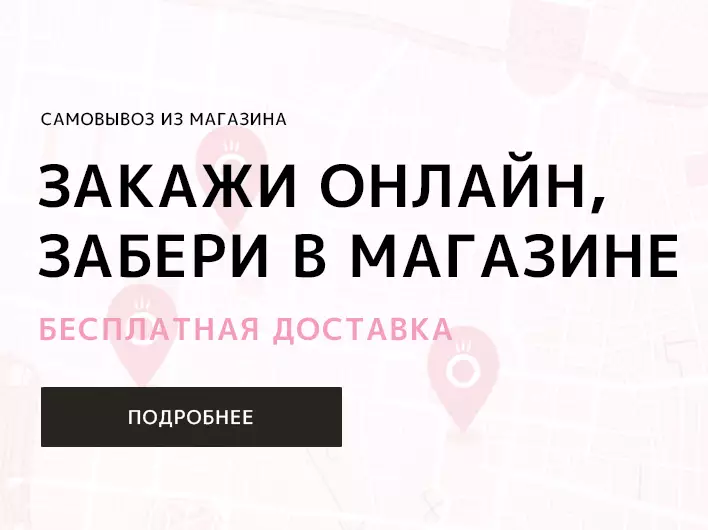 САМОВЫВОЗ ИЗ МАГАЗИНА
ЗАКАЖИ ОНЛАЙН,
ЗАБЕРИ В МАГАЗИНЕ
БЕСПЛАТНАЯ ДОСТАВКА
ПОДРОБНЕЕ